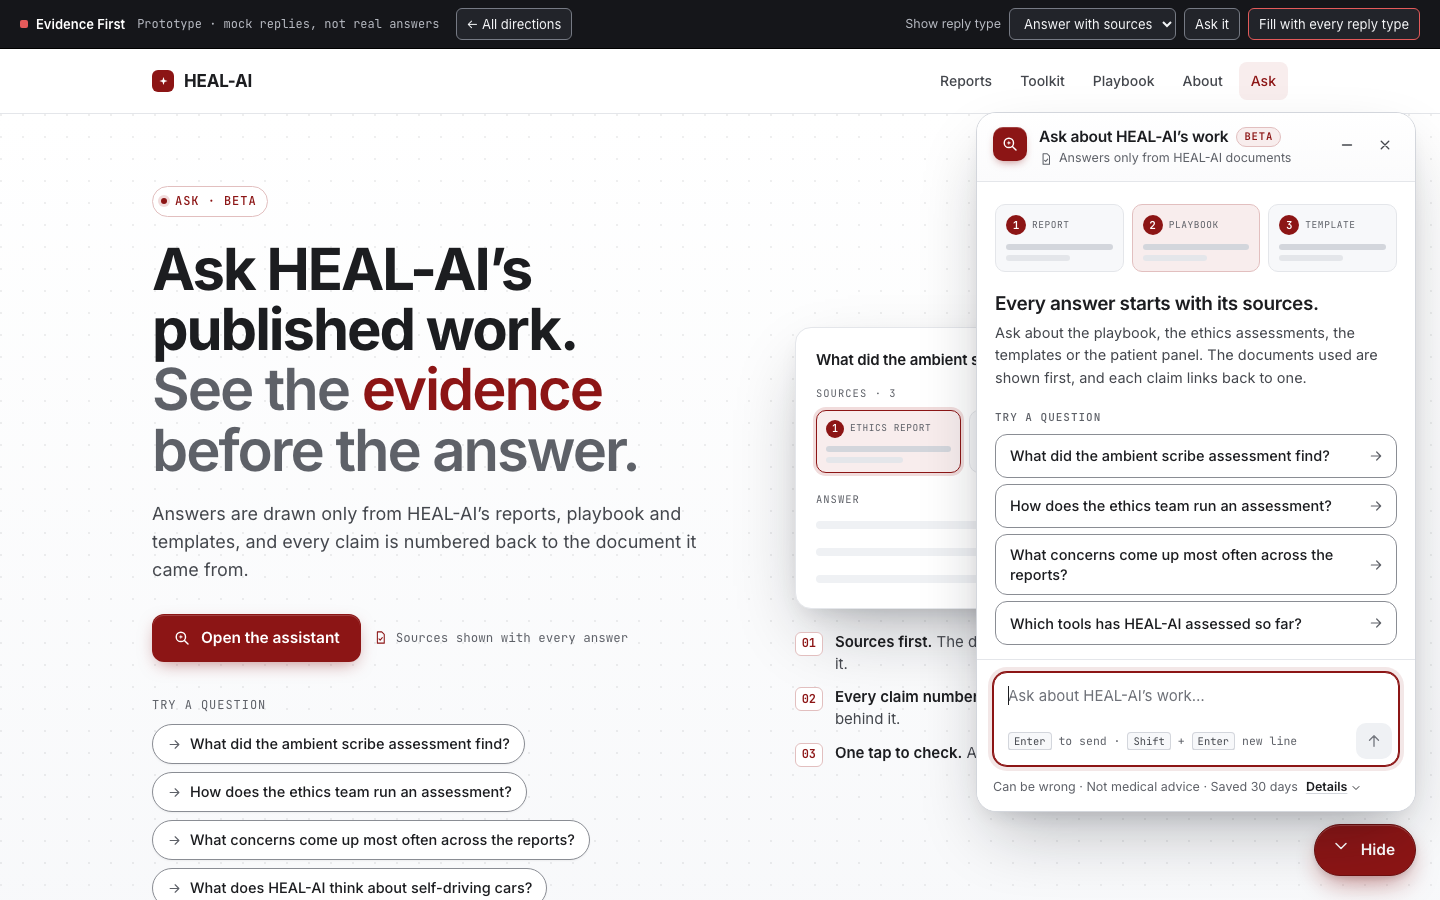 Evidence First Prototype · mock replies, not real answers ← All directions Show reply type Answer with sources Ask it Fill with every reply type
HEAL-AI Reports Toolkit Playbook About Ask
ASK · BETA
Ask HEAL-AI’s
published work.
See the evidence
before the answer.
Answers are drawn only from HEAL-AI’s reports, playbook and
templates, and every claim is numbered back to the document it
came from.
Open the assistant Sources shown with every answer
TRY A QUESTION
→ What did the ambient scribe assessment find?
→ How does the ethics team run an assessment?
→ What concerns come up most often across the reports?
→ What does HEAL-AI think about self-driving cars?
What did the ambient s
SOURCES · 3
1 ETHICS REPORT
ANSWER
01 Sources first. The d
it.
02 Every claim number
behind it.
03 One tap to check. A
Ask about HEAL-AI’s work BETA
Answers only from HEAL-AI documents
1 REPORT 2 PLAYBOOK 3 TEMPLATE
Every answer starts with its sources.
Ask about the playbook, the ethics assessments, the
templates or the patient panel. The documents used are
shown first, and each claim links back to one.
TRY A QUESTION
What did the ambient scribe assessment find? →
How does the ethics team run an assessment? →
What concerns come up most often across the
reports? →
Which tools has HEAL-AI assessed so far? →
Ask about HEAL-AI’s work...
Enter to send · Shift + Enter new line
Can be wrong · Not medical advice · Saved 30 days Details
Hide